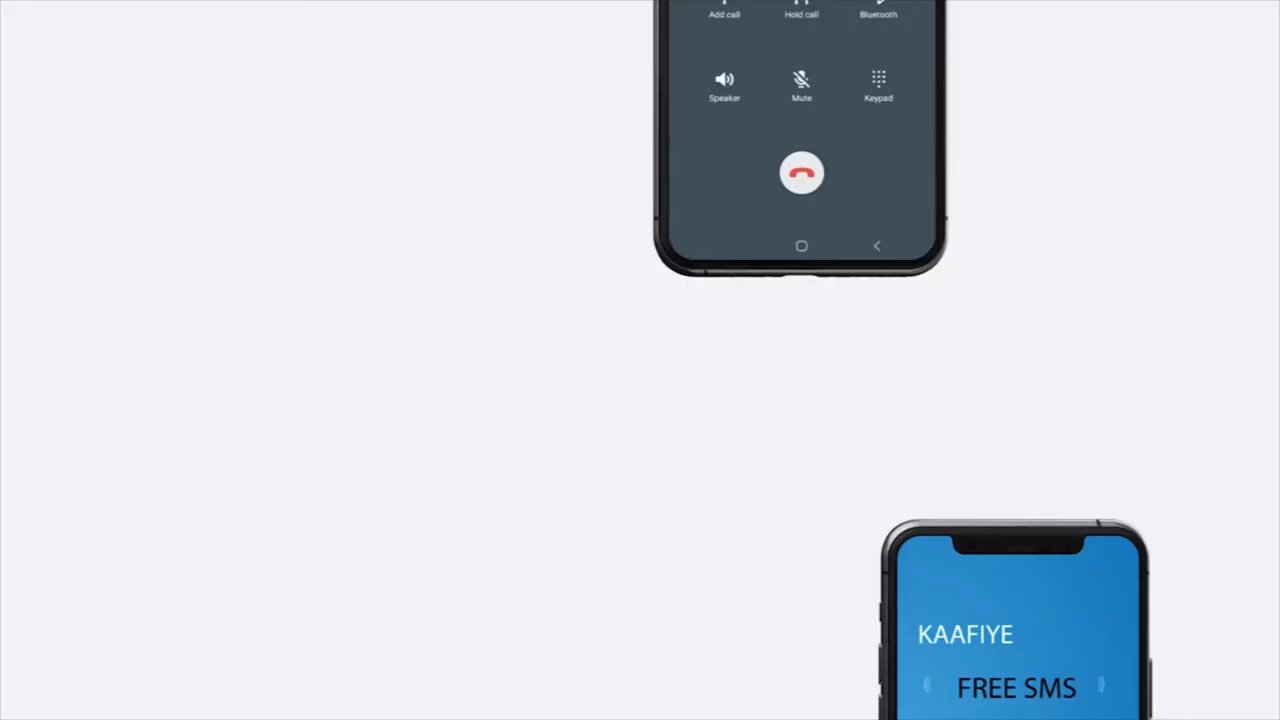 Add call Hold call Bluetooth
Speaker Mute Keypad
KAAFIYE
FREE SMS